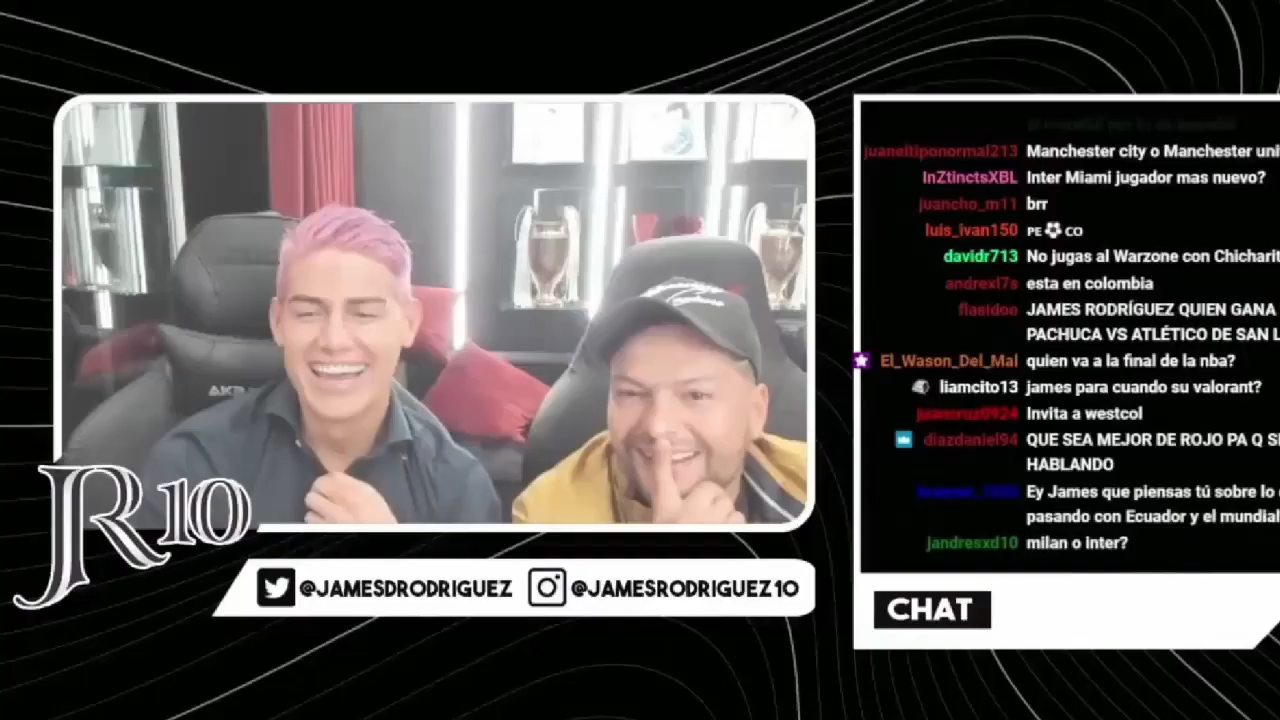 juaneltiponormal213 Manchester city o Manchester uni
InZtinctsXBL Inter Miami jugador mas nuevo?
juancho_m11 brr
luis_ivan150 PE⚽CO
davidr713 No jugas al Warzone con Chicharit
andrexl7s esta en colombia
flasidoo JAMES RODRÍGUEZ QUIEN GANA
PACHUCA VS ATLÉTICO DE SAN L
El_Wason_Del_Mal quien va a la final de la nba?
liamcito13 james para cuando su valorant?
Invita a westcol
diazdaniel94 QUE SEA MEJOR DE ROJO PA Q SI
HABLANDO
Ey James que piensas tú sobre lo
pasando con Ecuador y el mundial
jandresxd10 milan o inter?
JR10
@JAMESDRODRIGUEZ @JAMESRODRIGUEZ10
CHAT